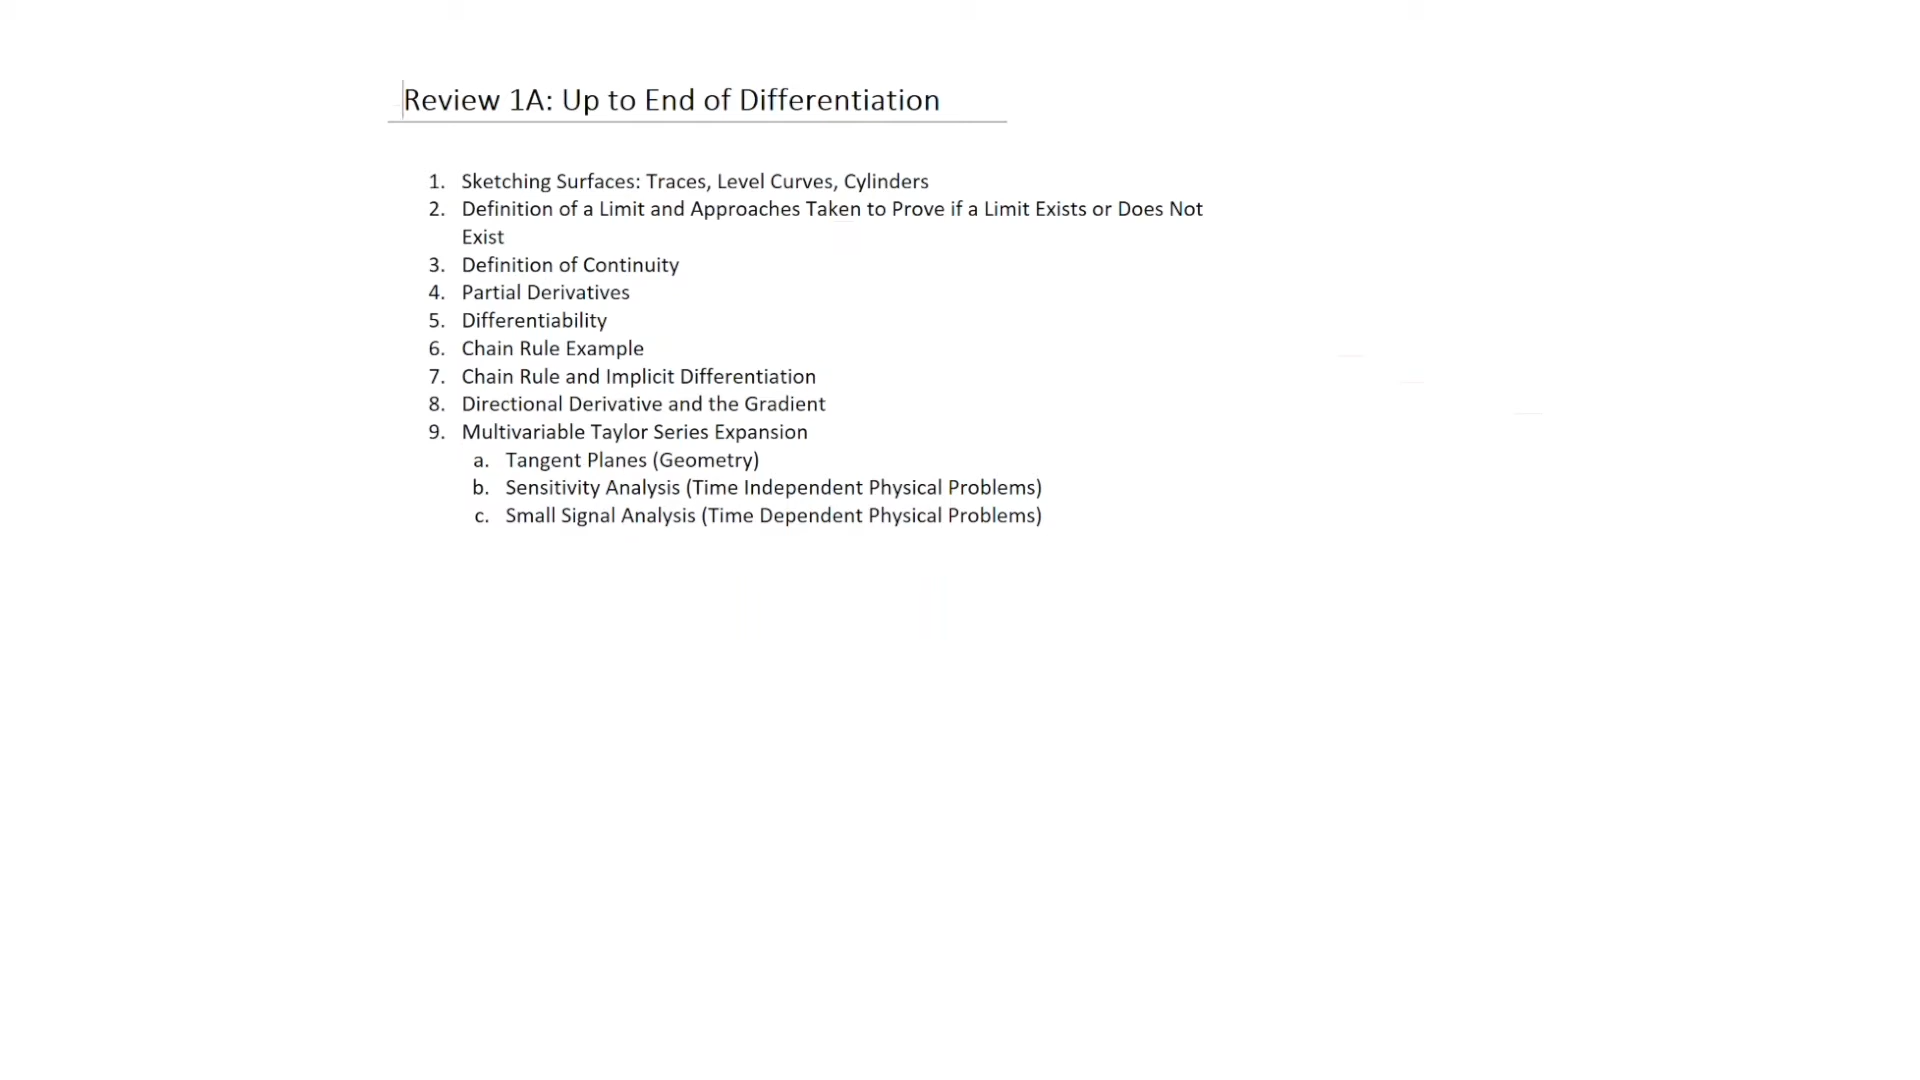 Review 1A: Up to End of Differentiation
1. Sketching Surfaces: Traces, Level Curves, Cylinders
2. Definition of a Limit and Approaches Taken to Prove if a Limit Exists or Does Not
Exist
3. Definition of Continuity
4. Partial Derivatives
5. Differentiability
6. Chain Rule Example
7. Chain Rule and Implicit Differentiation
8. Directional Derivative and the Gradient
9. Multivariable Taylor Series Expansion
a. Tangent Planes (Geometry)
b. Sensitivity Analysis (Time Independent Physical Problems)
c. Small Signal Analysis (Time Dependent Physical Problems)